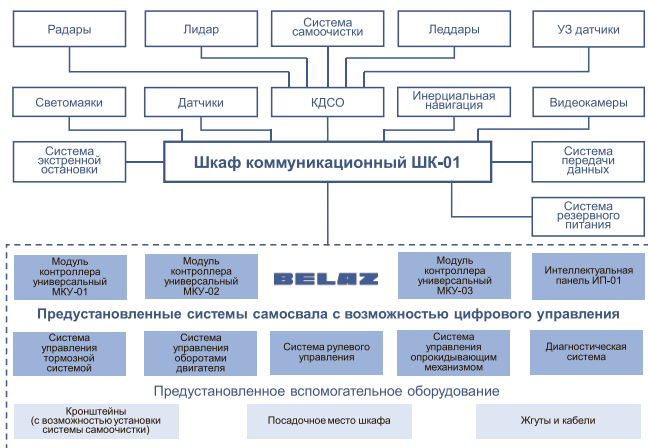 Радары
Лидар
Система
самоочистки
Леддары
УЗ датчики
Светомаяки
Датчики
КДСО
Инерциальная
навигация
Видеокамеры
Система
экстренной
остановки
Шкаф коммуникационный ШК-01
Система
передачи
данных
Система
резервного
питания
Модуль
контроллера
универсальный
МКУ-01
Модуль
контроллера
универсальный
МКУ-02
BELAZ
Модуль
контроллера
универсальный
МКУ-03
Интеллектуальная
панель ИП-01
Предустановленные системы самосвала с возможностью цифрового управления
Система
управления
тормозной
системой
Система
управления
оборотами
двигателя
Система рулевого
управления
Система
управления
опрокидывающим
механизмом
Диагностическая
система
Предустановленное вспомогательное оборудование
Кронштейны
(с возможностью установки
системы самоочистки)
Посадочное место шкафа
Жгуты и кабели